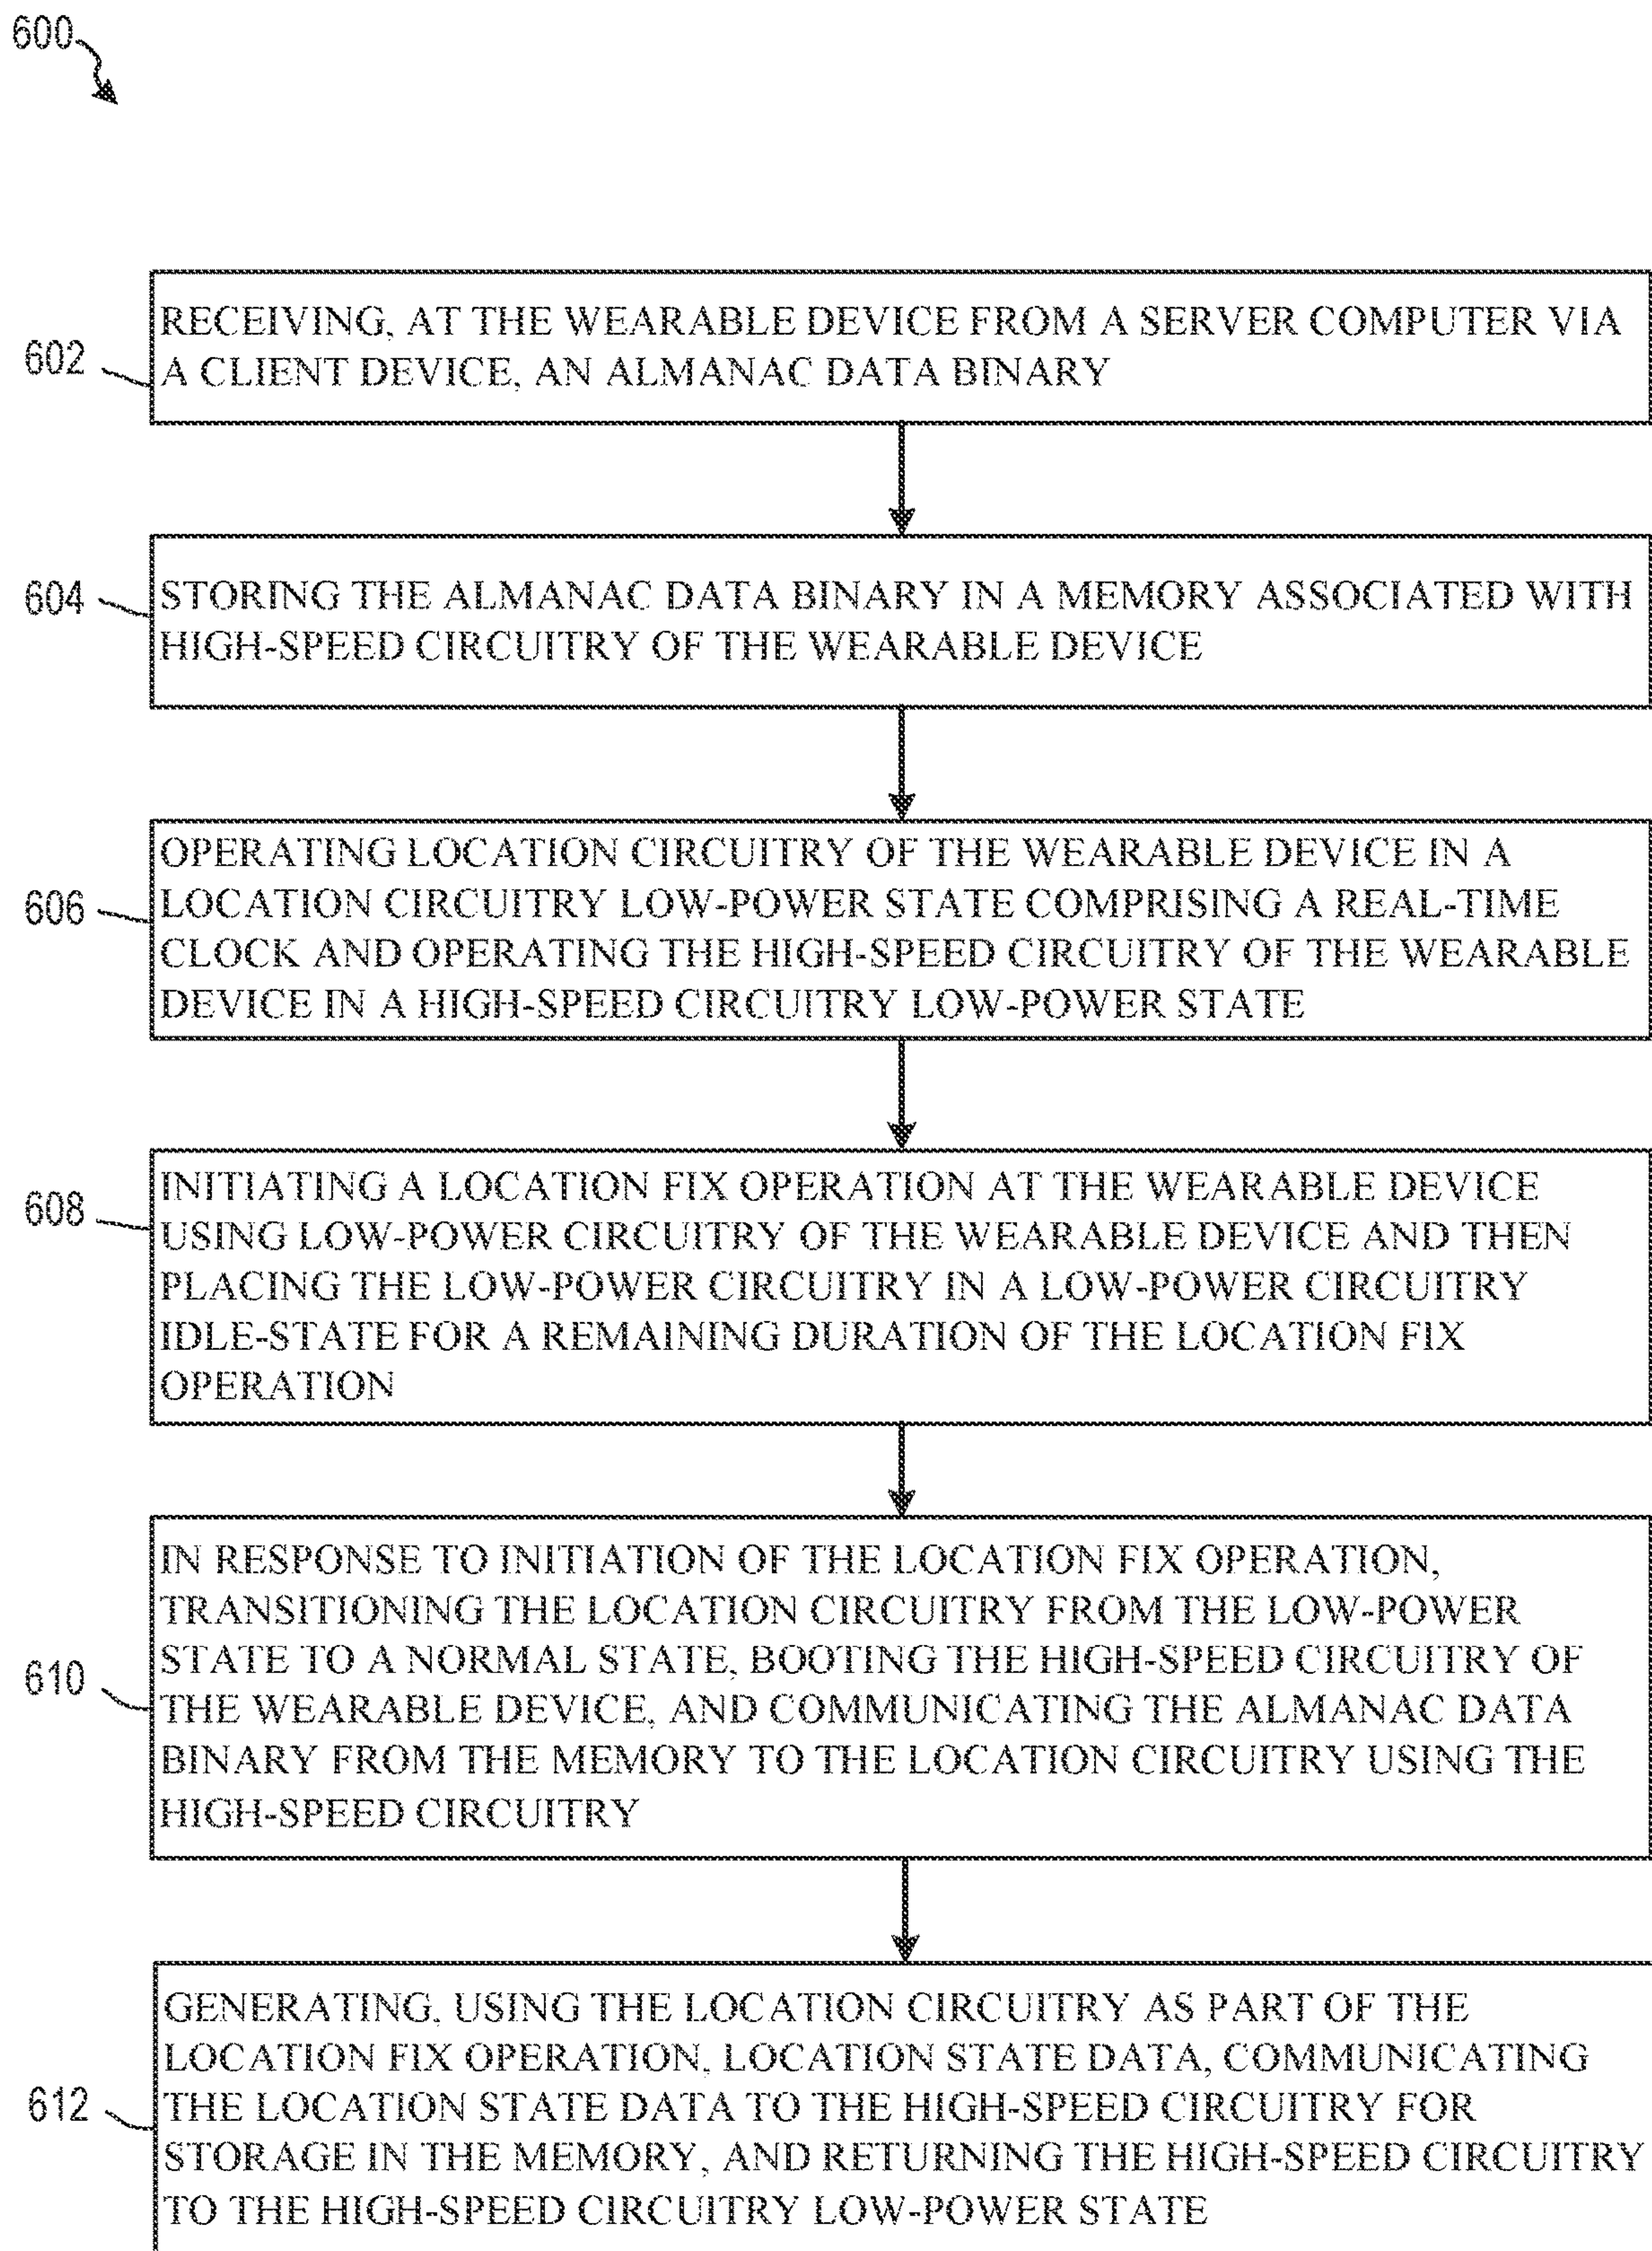 600
602
RECEIVING, AT THE WEARABLE DEVICE FROM A SERVER COMPUTER VIA
A CLIENT DEVICE, AN ALMANAC DATA BINARY
604
STORING THE ALMANAC DATA BINARY IN A MEMORY ASSOCIATED WITH
HIGH-SPEED CIRCUITRY OF THE WEARABLE DEVICE
606
OPERATING LOCATION CIRCUITRY OF THE WEARABLE DEVICE IN A
LOCATION CIRCUITRY LOW-POWER STATE COMPRISING A REAL-TIME
CLOCK AND OPERATING THE HIGH-SPEED CIRCUITRY OF THE WEARABLE
DEVICE IN A HIGH-SPEED CIRCUITRY LOW-POWER STATE
608
INITIATING A LOCATION FIX OPERATION AT THE WEARABLE DEVICE
USING LOW-POWER CIRCUITRY OF THE WEARABLE DEVICE AND THEN
PLACING THE LOW-POWER CIRCUITRY IN A LOW-POWER CIRCUITRY
IDLE-STATE FOR A REMAINING DURATION OF THE LOCATION FIX
OPERATION
610
IN RESPONSE TO INITIATION OF THE LOCATION FIX OPERATION,
TRANSITIONING THE LOCATION CIRCUITRY FROM THE LOW-POWER
STATE TO A NORMAL STATE, BOOTING THE HIGH-SPEED CIRCUITRY OF
THE WEARABLE DEVICE, AND COMMUNICATING THE ALMANAC DATA
BINARY FROM THE MEMORY TO THE LOCATION CIRCUITRY USING THE
HIGH-SPEED CIRCUITRY
612
GENERATING, USING THE LOCATION CIRCUITRY AS PART OF THE
LOCATION FIX OPERATION, LOCATION STATE DATA, COMMUNICATING
THE LOCATION STATE DATA TO THE HIGH-SPEED CIRCUITRY FOR
STORAGE IN THE MEMORY, AND RETURNING THE HIGH-SPEED CIRCUITRY
TO THE HIGH-SPEED CIRCUITRY LOW-POWER STATE